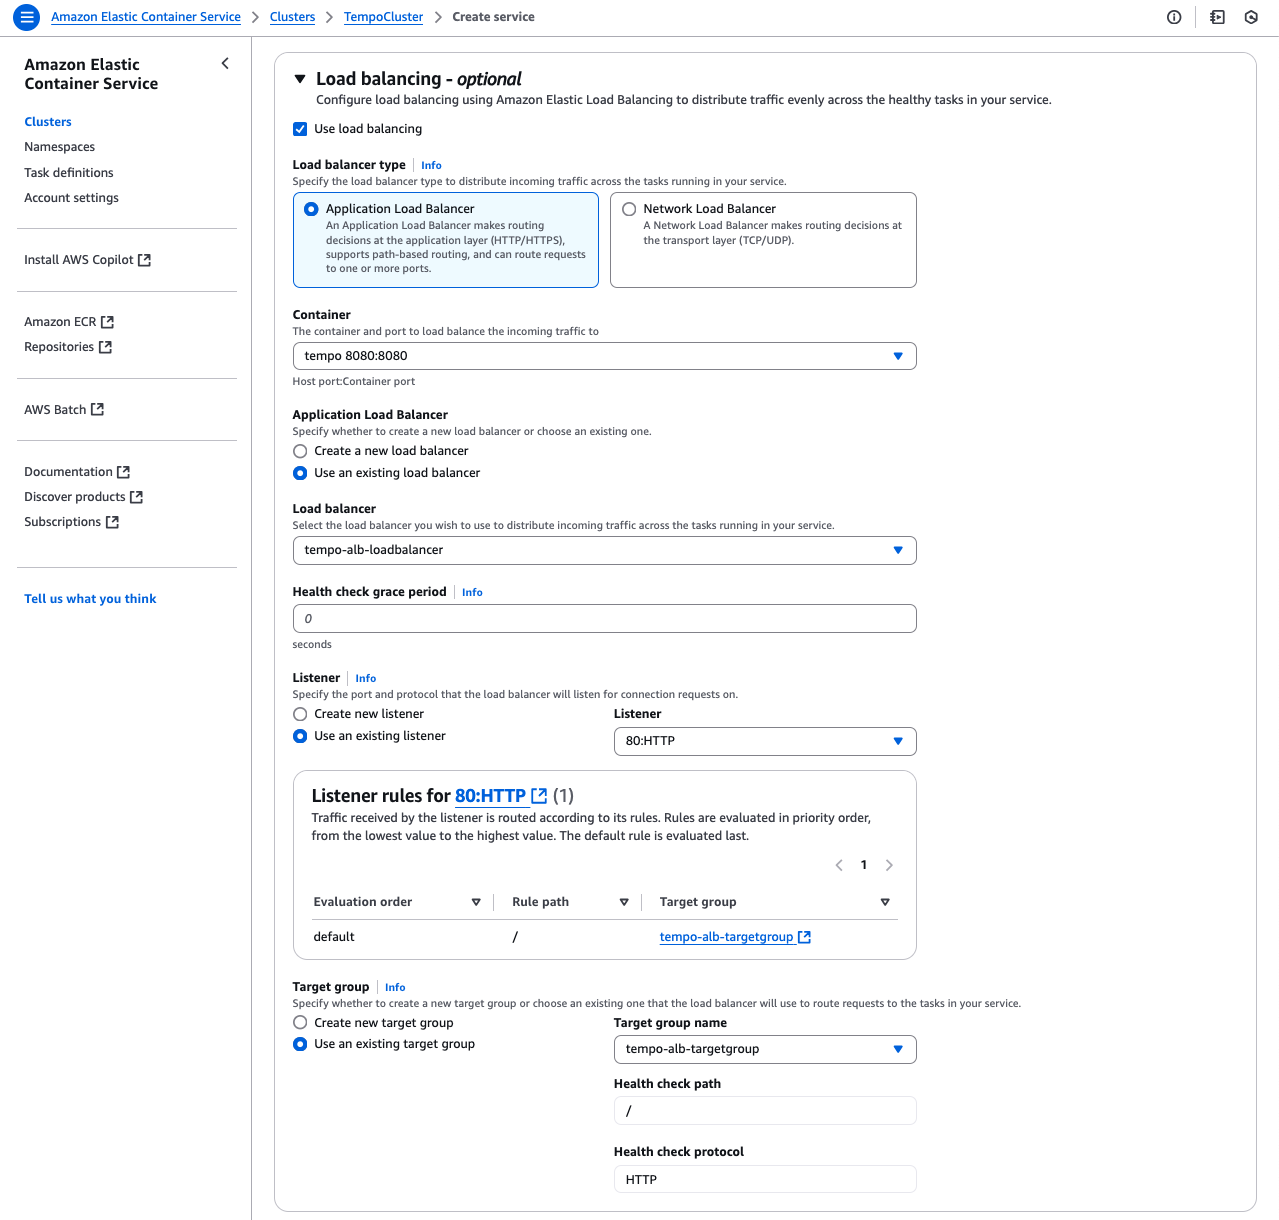 Amazon Elastic Container Service
Clusters
TempoCluster
Create service
Amazon Elastic
Container Service
Clusters
Namespaces
Task definitions
Account settings
Install AWS Copilot
Amazon ECR
Repositories
AWS Batch
Documentation
Discover products
Subscriptions
Tell us what you think
Load balancing - optional
Configure load balancing using Amazon Elastic Load Balancing to distribute traffic evenly across the healthy tasks in your service.
Use load balancing
Load balancer type Info
Specify the load balancer type to distribute incoming traffic across the tasks running in your service.
Application Load Balancer
An Application Load Balancer makes routing
decisions at the application layer (HTTP/HTTPS),
supports path-based routing, and can route requests
to one or more ports.
Network Load Balancer
A Network Load Balancer makes routing decisions at
the transport layer (TCP/UDP).
Container
The container and port to load balance the incoming traffic to
tempo 8080:8080
Host port:Container port
Application Load Balancer
Specify whether to create a new load balancer or choose an existing one.
Create a new load balancer
Use an existing load balancer
Load balancer
Select the load balancer you wish to use to distribute incoming traffic across the tasks running in your service.
tempo-alb-loadbalancer
Health check grace period Info
0
seconds
Listener Info
Specify the port and protocol that the load balancer will listen for connection requests on.
Create new listener
Use an existing listener
Listener
80:HTTP
Listener rules for 80:HTTP (1)
Traffic received by the listener is routed according to its rules. Rules are evaluated in priority order,
from the lowest value to the highest value. The default rule is evaluated last.
1
Evaluation order Rule path Target group
default / tempo-alb-targetgroup
Target group Info
Specify whether to create a new target group or choose an existing one that the load balancer will use to route requests to the tasks in your service.
Create new target group
Use an existing target group
Target group name
tempo-alb-targetgroup
Health check path
/
Health check protocol
HTTP